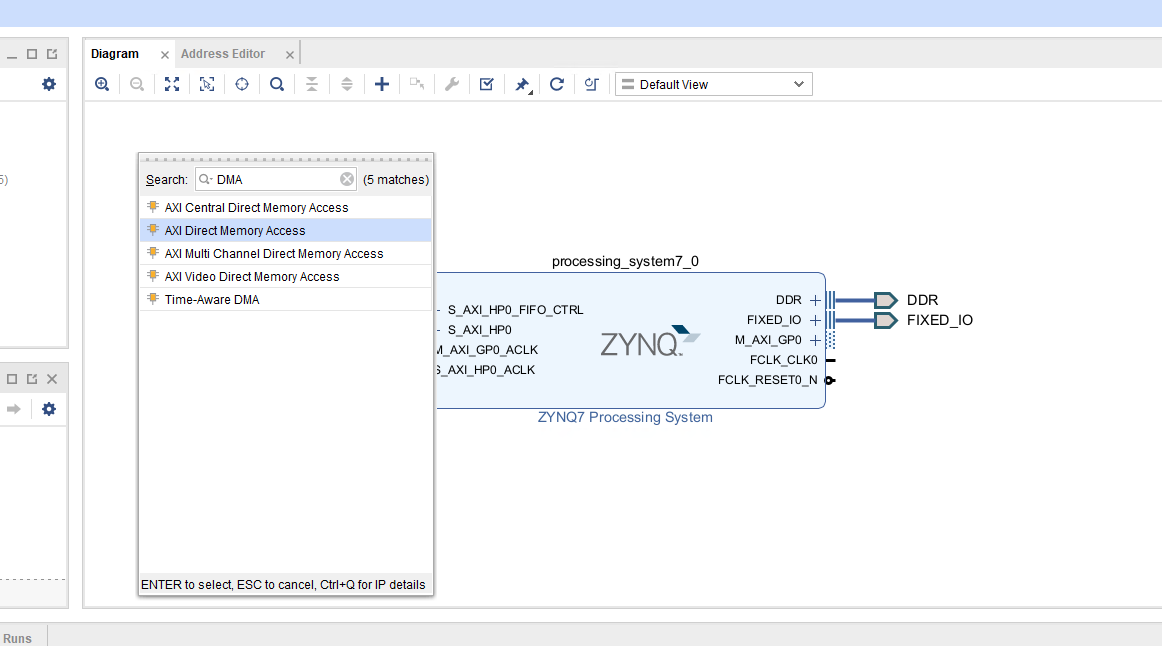 Diagram
Address Editor
Default View
5)
Search: DMA (5 matches)
AXI Central Direct Memory Access
AXI Direct Memory Access
AXI Multi Channel Direct Memory Access
AXI Video Direct Memory Access
Time-Aware DMA
ENTER to select, ESC to cancel, Ctrl+Q for IP details
processing_system7_0
S_AXI_HP0_FIFO_CTRL
S_AXI_HP0
M_AXI_GP0_ACLK
S_AXI_HP0_ACLK
ZYNQ
DDR
FIXED_IO
M_AXI_GP0
FCLK_CLK0
FCLK_RESET0_N
DDR
FIXED_IO
ZYNQ7 Processing System
Runs